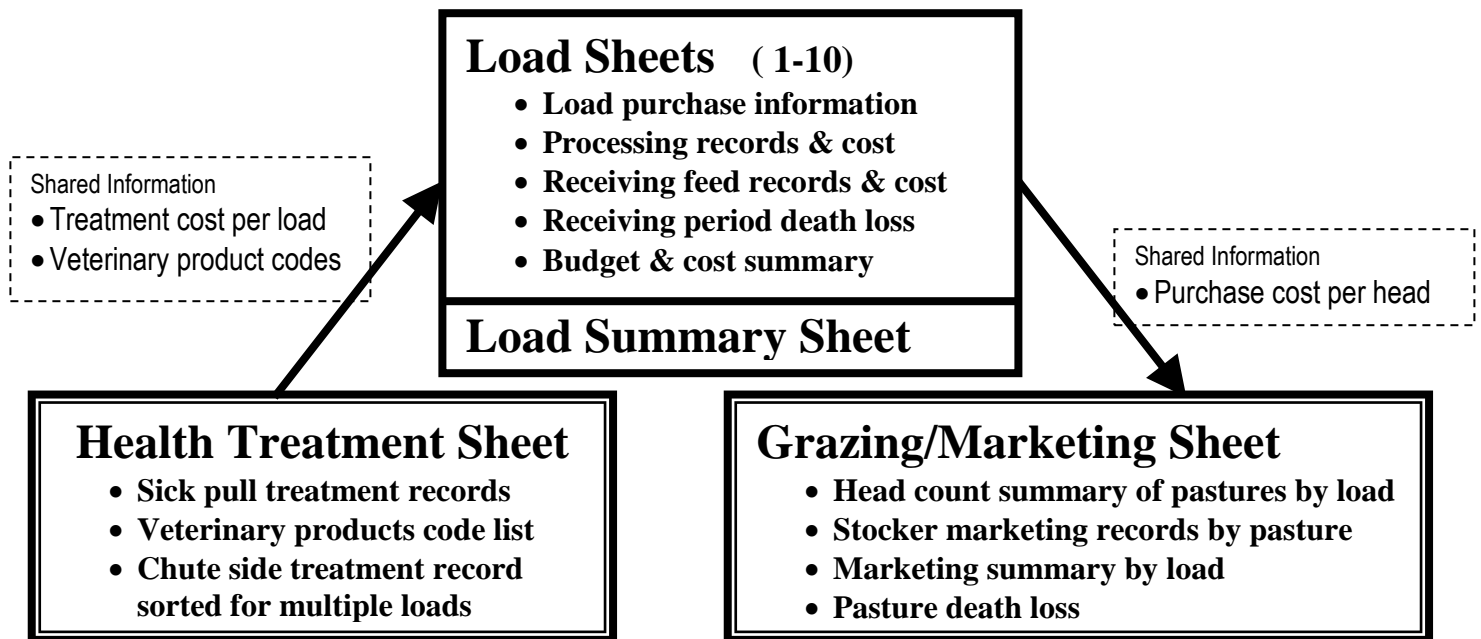 Load Sheets ( 1-10)
• Load purchase information
• Processing records & cost
• Receiving feed records & cost
• Receiving period death loss
• Budget & cost summary
Load Summary Sheet
Shared Information
• Treatment cost per load
• Veterinary product codes
Shared Information
• Purchase cost per head
Health Treatment Sheet
• Sick pull treatment records
• Veterinary products code list
• Chute side treatment record
sorted for multiple loads
Grazing/Marketing Sheet
• Head count summary of pastures by load
• Stocker marketing records by pasture
• Marketing summary by load
• Pasture death loss